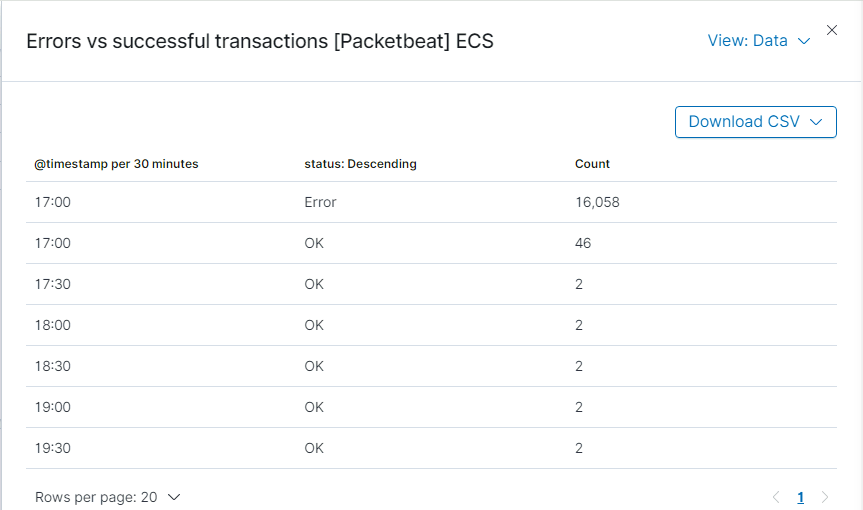 Errors vs successful transactions [Packetbeat] ECS
View: Data
Download CSV
@timestamp per 30 minutes status: Descending Count
17:00 Error 16,058
17:00 OK 46
17:30 OK 2
18:00 OK 2
18:30 OK 2
19:00 OK 2
19:30 OK 2
Rows per page: 20 1